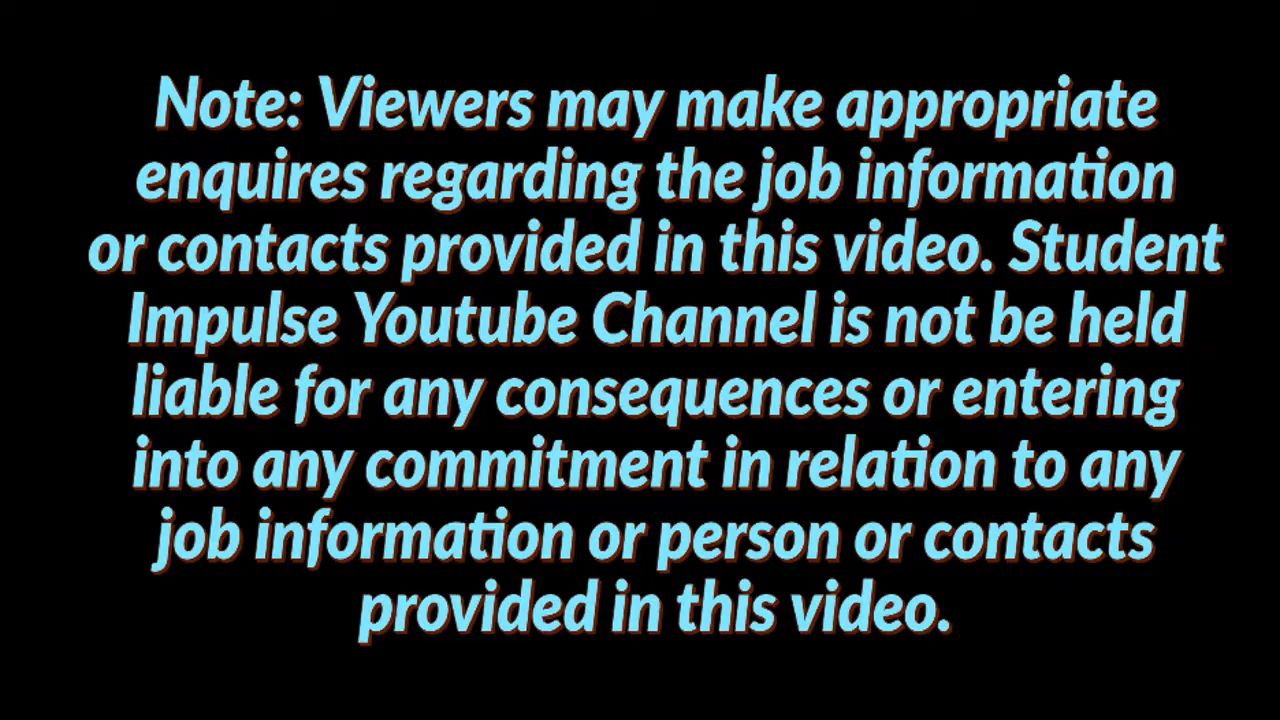 Note: Viewers may make appropriate
enquires regarding the job information
or contacts provided in this video. Student
Impulse Youtube Channel is not be held
liable for any consequences or entering
into any commitment in relation to any
job information or person or contacts
provided in this video.